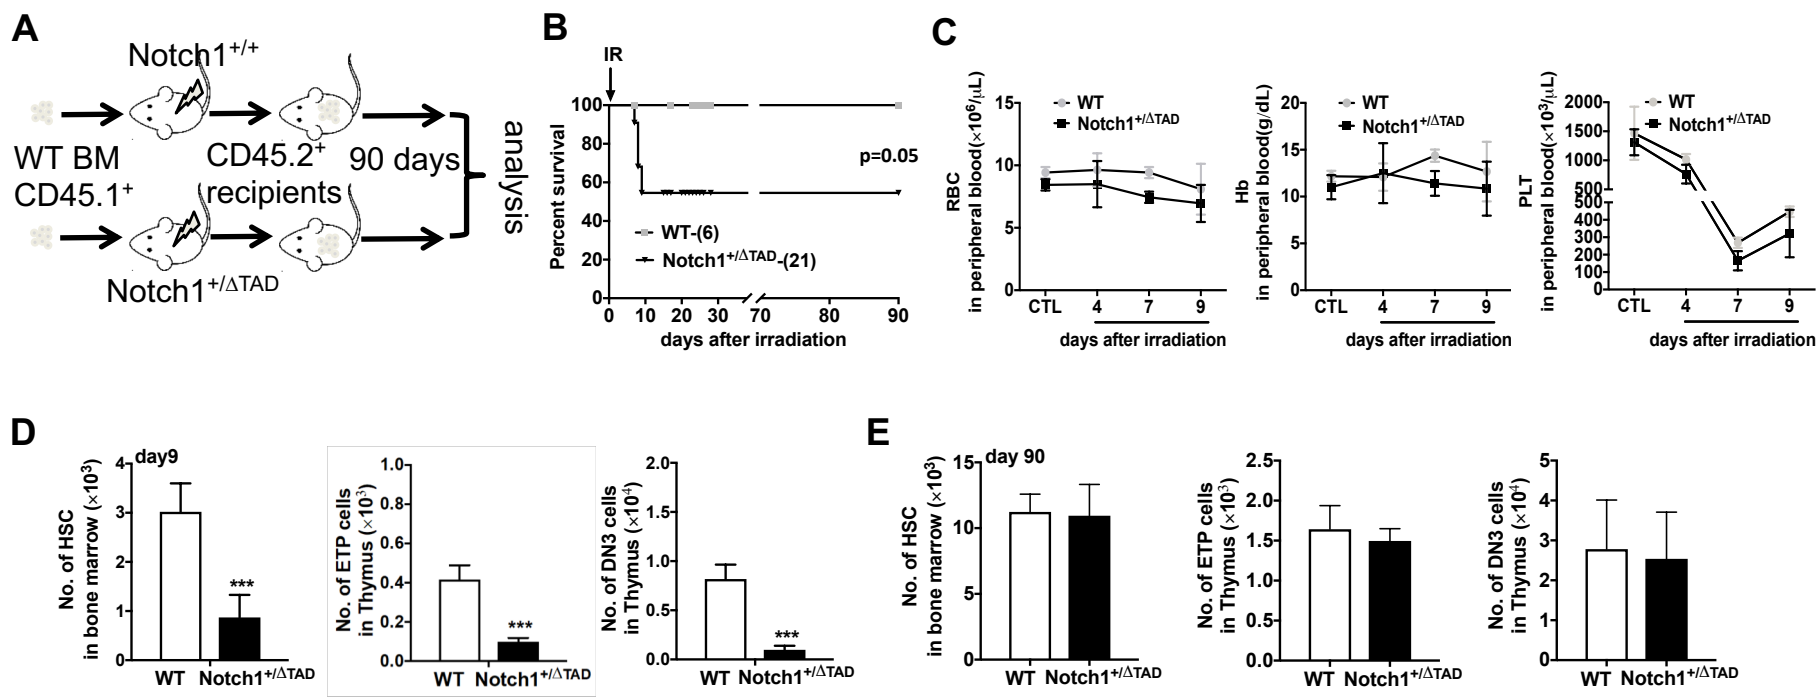 A
Notch1+/+
WT BM
CD45.1+
CD45.2+
recipients
90 days
analysis
Notch1+/ΔTAD
B
IR
Percent survival
100
80
60
40
20
0
p=0.05
WT-(6)
Notch1+/ΔTAD-(21)
0 10 20 30 70 80 90
days after irradiation
C
RBC
in peripheral blood(×10⁶/μL)
15
10
5
0
WT
Notch1+/ΔTAD
CTL 4 7 9
days after irradiation
Hb
in peripheral blood(g/dL)
20
15
10
5
0
WT
Notch1+/ΔTAD
CTL 4 7 9
days after irradiation
PLT
in peripheral blood(×10³/μL)
2000
1500
1000
500
500
400
300
200
100
0
WT
Notch1+/ΔTAD
CTL 4 7 9
days after irradiation
D
day9
No. of HSC
in bone marrow (×10³)
4
3
2
1
0
***
WT Notch1+/ΔTAD
No. of ETP cells
in Thymus (×10³)
1.0
0.8
0.6
0.4
0.2
0.0
***
WT Notch1+/ΔTAD
No. of DN3 cells
in Thymus (×10⁴)
2.0
1.5
1.0
0.5
0.0
***
WT Notch1+/ΔTAD
E
day 90
No. of HSC
in bone marrow (×10³)
15
10
5
0
WT Notch1+/ΔTAD
No. of ETP cells
in Thymus (×10³)
2.5
2.0
1.5
1.0
0.5
0.0
WT Notch1+/ΔTAD
No. of DN3 cells
in Thymus (×10⁴)
5
4
3
2
1
0
WT Notch1+/ΔTAD